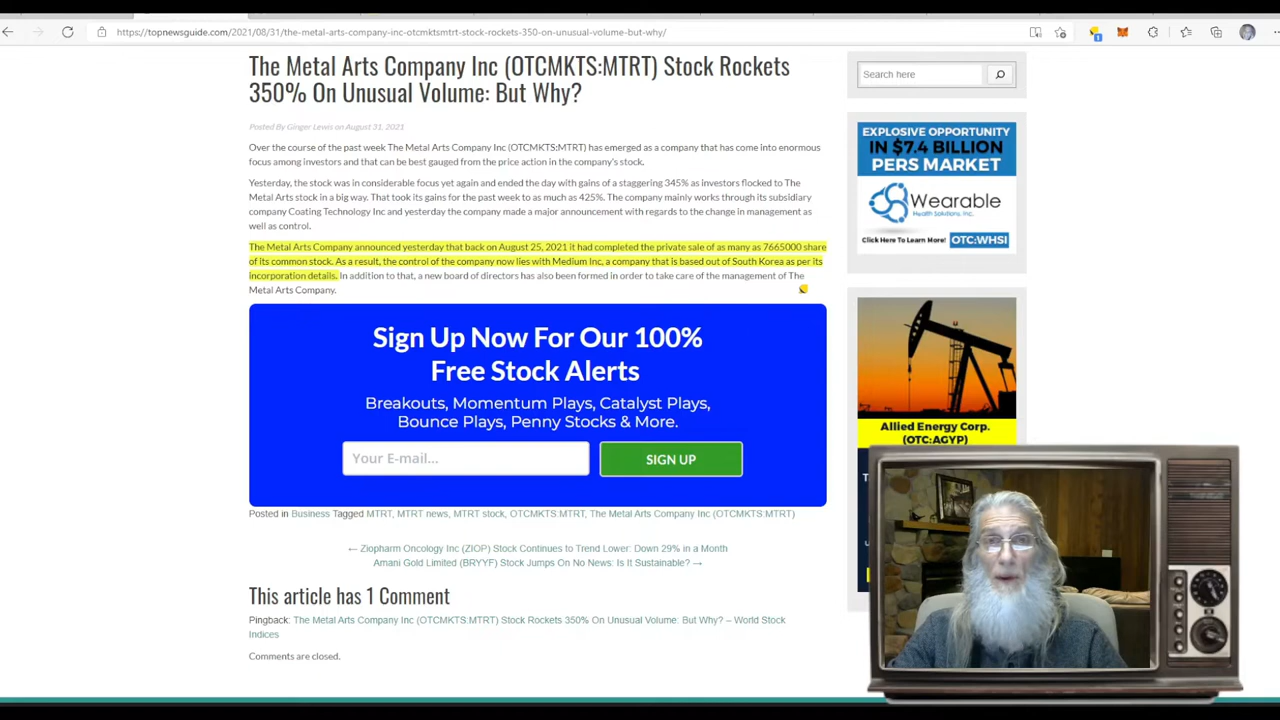 https://topnewsguide.com/2021/08/31/the-metal-arts-company-inc-otcmktsmtrt-stock-rockets-350-on-unusual-volume-but-why/
The Metal Arts Company Inc (OTCMKTS:MTRT) Stock Rockets
350% On Unusual Volume: But Why?
Posted By Ginger Lewis on August 31, 2021
Over the course of the past week The Metal Arts Company Inc (OTCMKTS:MTRT) has emerged as a company that has come into enormous
focus among investors and that can be best gauged from the price action in the company's stock.
Yesterday, the stock was in considerable focus yet again and ended the day with gains of a staggering 345% as investors flocked to The
Metal Arts stock in a big way. That took its gains for the past week to as much as 425%. The company mainly works through its subsidiary
company Coating Technology Inc and yesterday the company made a major announcement with regards to the change in management as
well as control.
The Metal Arts Company announced yesterday that back on August 25, 2021 it had completed the private sale of as many as 7665000 share
of its common stock. As a result, the control of the company now lies with Medium Inc, a company that is based out of South Korea as per its
incorporation details. In addition to that, a new board of directors has also been formed in order to take care of the management of The
Metal Arts Company.
Sign Up Now For Our 100%
Free Stock Alerts
Breakouts, Momentum Plays, Catalyst Plays,
Bounce Plays, Penny Stocks & More.
Your E-mail...
SIGN UP
Posted in Business Tagged MTRT, MTRT news, MTRT stock, OTCMKTS:MTRT, The Metal Arts Company Inc (OTCMKTS:MTRT)
← Ziopharm Oncology Inc (ZIOP) Stock Continues to Trend Lower: Down 29% in a Month
Amani Gold Limited (BRYYF) Stock Jumps On No News: Is It Sustainable? →
This article has 1 Comment
Pingback: The Metal Arts Company Inc (OTCMKTS:MTRT) Stock Rockets 350% On Unusual Volume: But Why? – World Stock
Indices
Comments are closed.
Search here
EXPLOSIVE OPPORTUNITY
IN $7.4 BILLION
PERS MARKET
Wearable
Health Solutions, Inc.
Click Here To Learn More!
OTC:WHSI
Allied Energy Corp.
(OTC:AGYP)